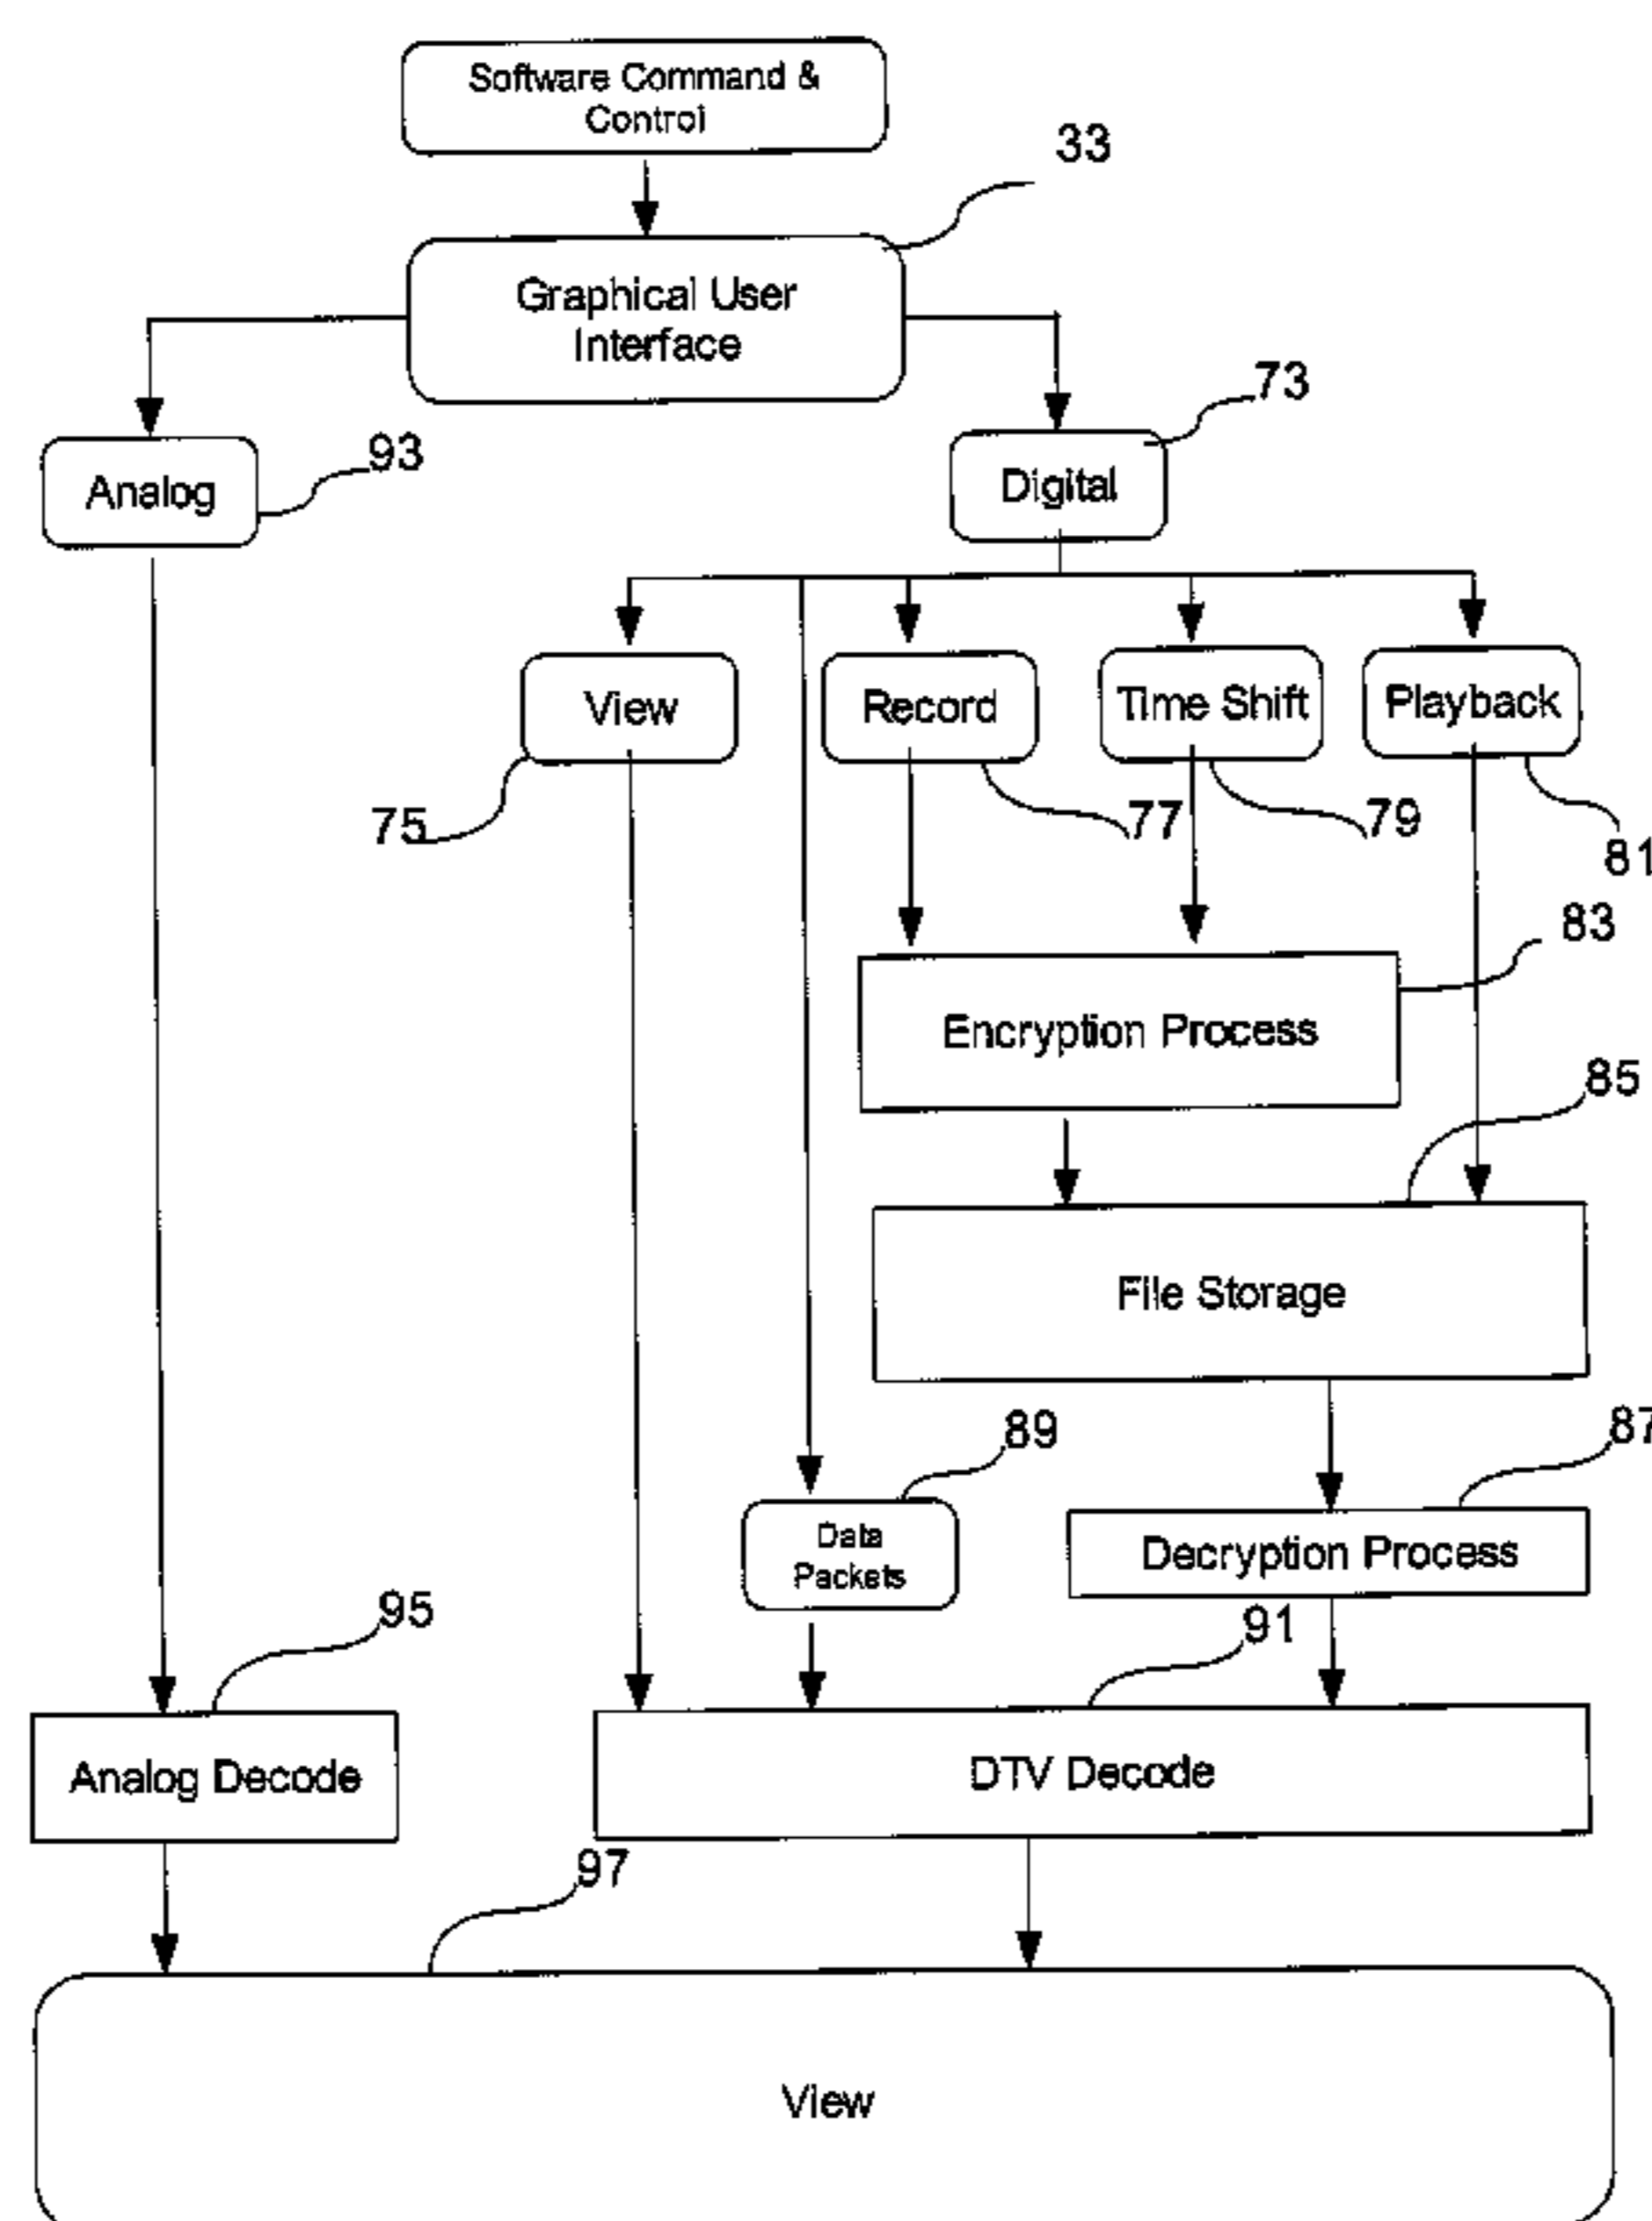 Software Command &
Control
33
Graphical User
Interface
73
93
Analog
Digital
View
Record
Time Shift
Playback
75
77
79
81
83
Encryption Process
85
File Storage
89
87
Data
Packets
Decryption Process
95
91
Analog Decode
DTV Decode
97
View